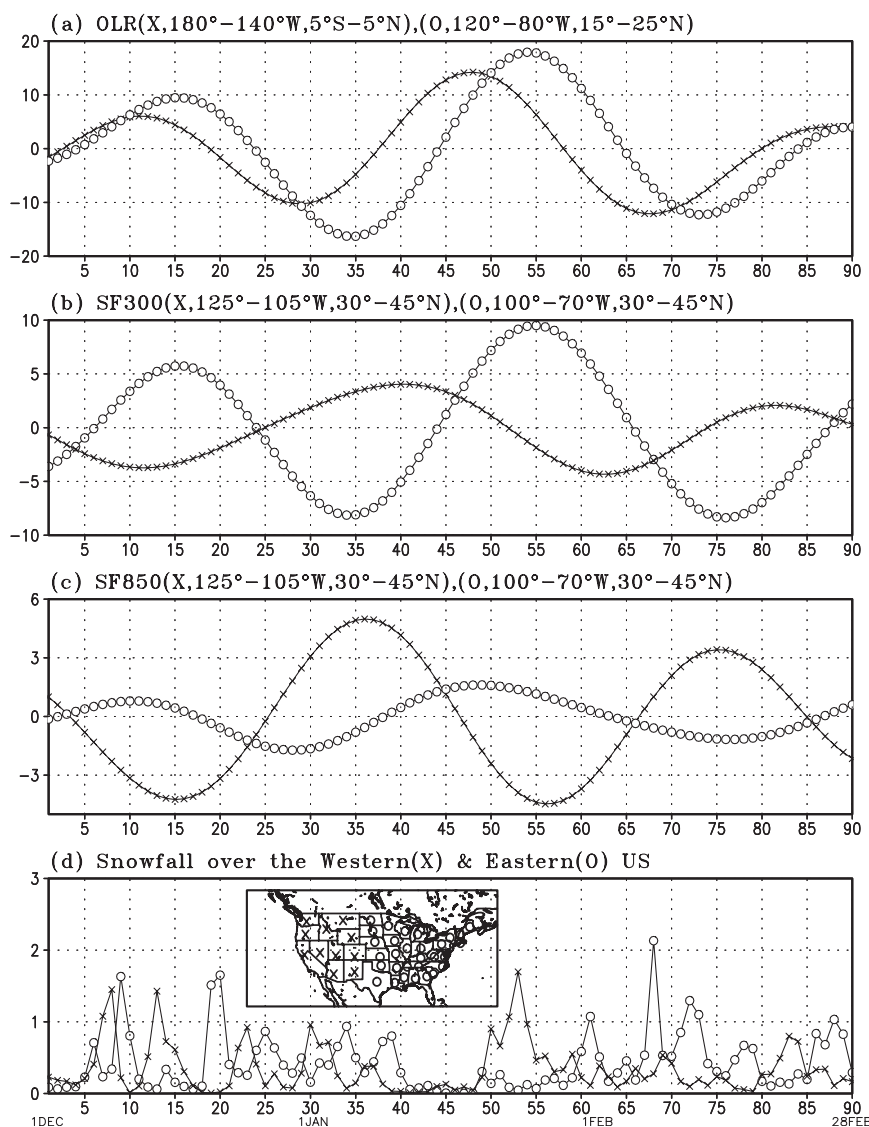 (a) OLR(X,180°−140°W,5°S−5°N),(O,120°−80°W,15°−25°N)
20
10
0
−10
−20
5 10 15 20 25 30 35 40 45 50 55 60 65 70 75 80 85 90
(b) SF300(X,125°−105°W,30°−45°N),(O,100°−70°W,30°−45°N)
10
5
0
−5
−10
5 10 15 20 25 30 35 40 45 50 55 60 65 70 75 80 85 90
(c) SF850(X,125°−105°W,30°−45°N),(O,100°−70°W,30°−45°N)
6
3
0
−3
5 10 15 20 25 30 35 40 45 50 55 60 65 70 75 80 85 90
(d) Snowfall over the Western(X) & Eastern(O) US
3
2
1
0
5 10 15 20 25 30 35 40 45 50 55 60 65 70 75 80 85 90
1DEC 1JAN 1FEB 28FEB